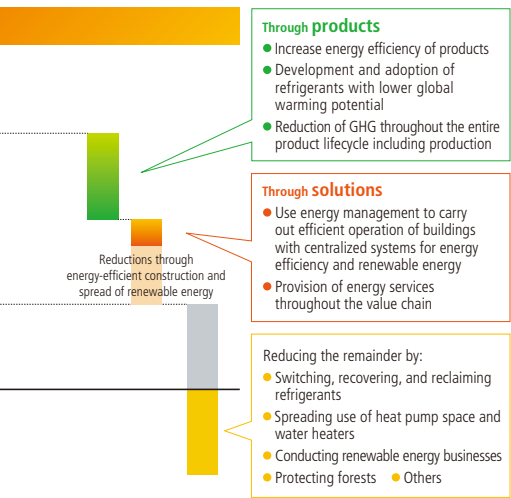 Through products
● Increase energy efficiency of products
● Development and adoption of
refrigerants with lower global
warming potential
● Reduction of GHG throughout the entire
product lifecycle including production
Through solutions
● Use energy management to carry
out efficient operation of buildings
with centralized systems for energy
efficiency and renewable energy
● Provision of energy services
throughout the value chain
Reductions through
energy-efficient construction and
spread of renewable energy
Reducing the remainder by:
● Switching, recovering, and reclaiming
refrigerants
● Spreading use of heat pump space and
water heaters
● Conducting renewable energy businesses
● Protecting forests ● Others